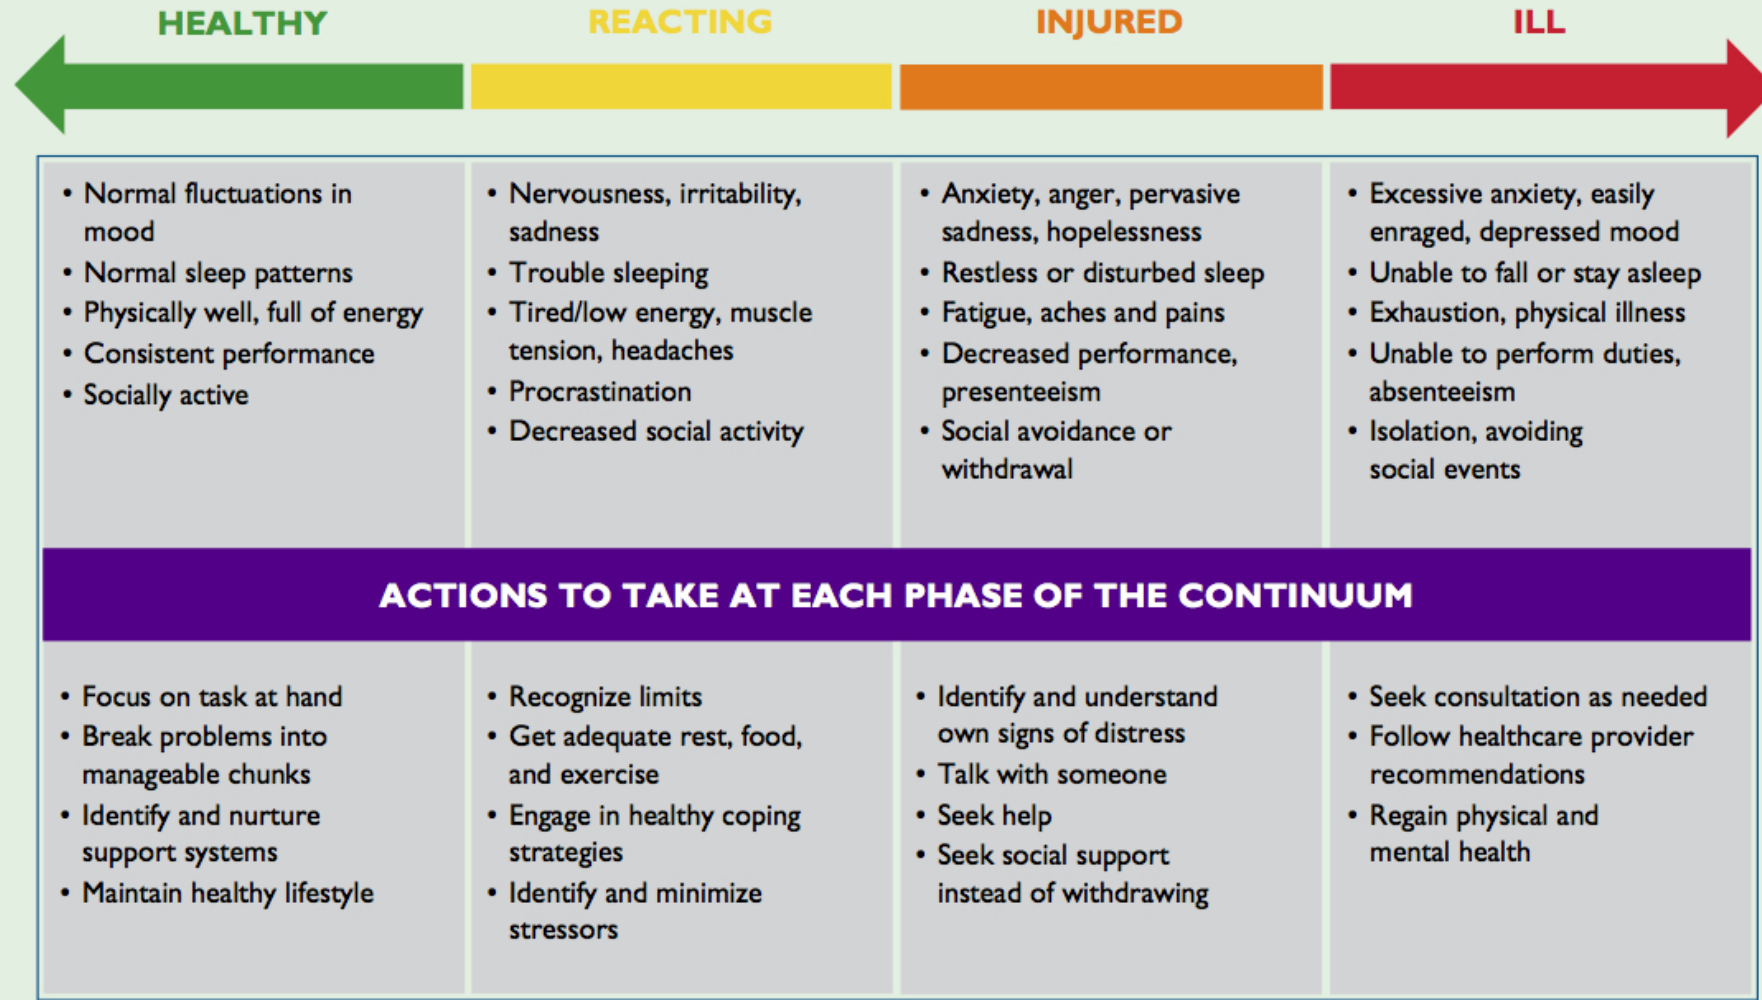 HEALTHY
REACTING
INJURED
ILL
• Normal fluctuations in
mood
• Normal sleep patterns
• Physically well, full of energy
• Consistent performance
• Socially active
• Nervousness, irritability,
sadness
• Trouble sleeping
• Tired/low energy, muscle
tension, headaches
• Procrastination
• Decreased social activity
• Anxiety, anger, pervasive
sadness, hopelessness
• Restless or disturbed sleep
• Fatigue, aches and pains
• Decreased performance,
presenteeism
• Social avoidance or
withdrawal
• Excessive anxiety, easily
enraged, depressed mood
• Unable to fall or stay asleep
• Exhaustion, physical illness
• Unable to perform duties,
absenteeism
• Isolation, avoiding
social events
ACTIONS TO TAKE AT EACH PHASE OF THE CONTINUUM
• Focus on task at hand
• Break problems into
manageable chunks
• Identify and nurture
support systems
• Maintain healthy lifestyle
• Recognize limits
• Get adequate rest, food,
and exercise
• Engage in healthy coping
strategies
• Identify and minimize
stressors
• Identify and understand
own signs of distress
• Talk with someone
• Seek help
• Seek social support
instead of withdrawing
• Seek consultation as needed
• Follow healthcare provider
recommendations
• Regain physical and
mental health